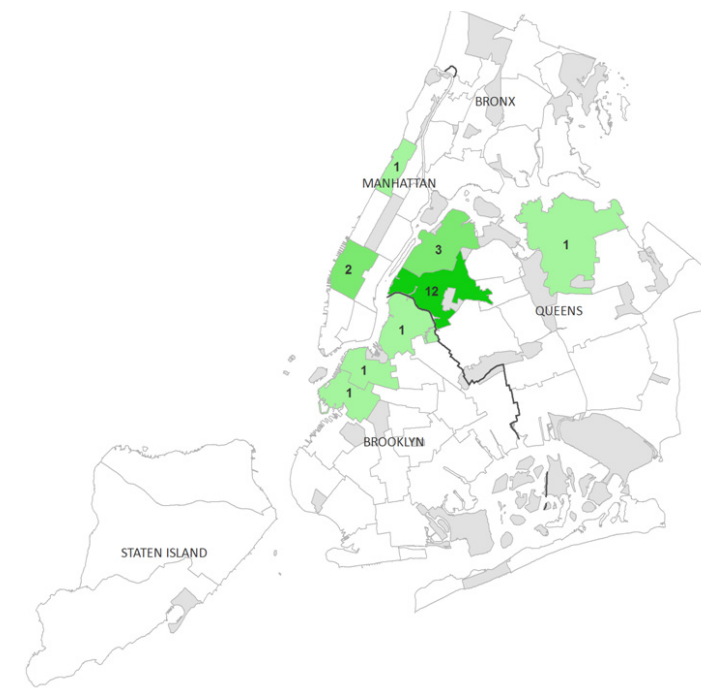 BRONX
1
MANHATTAN
3
1
2
12
QUEENS
1
1
1
BROOKLYN
STATEN ISLAND